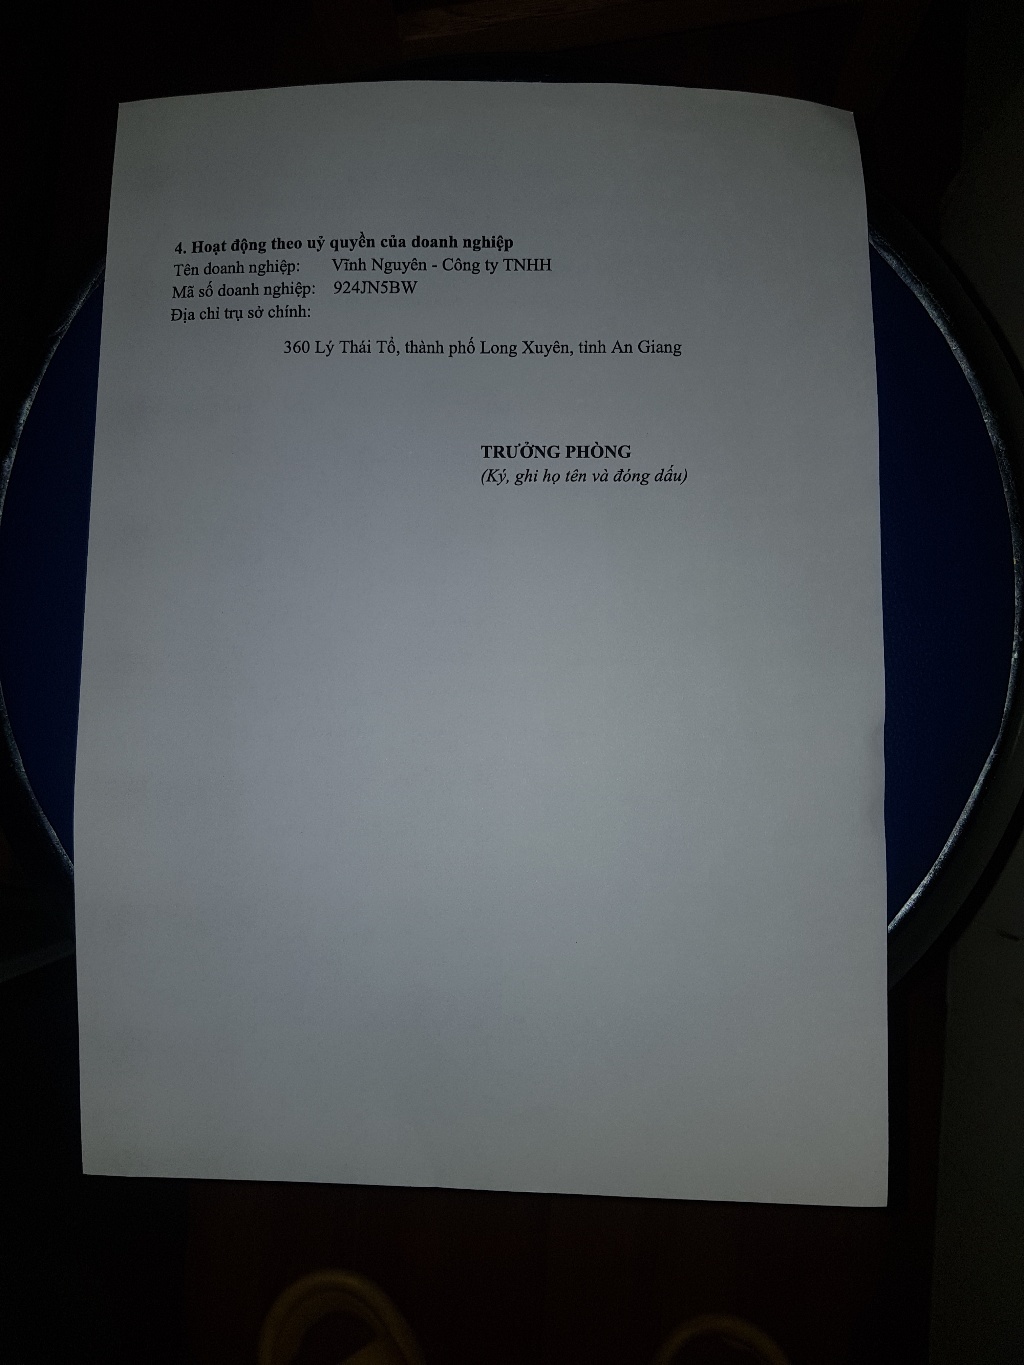 4. Hoạt động theo uỷ quyền của doanh nghiệp
Tên doanh nghiệp: Vĩnh Nguyên - Công ty TNHH
Mã số doanh nghiệp: 924JN5BW
Địa chỉ trụ sở chính:
360 Lý Thái Tổ, thành phố Long Xuyên, tỉnh An Giang
TRƯỞNG PHÒNG
(Ký, ghi họ tên và đóng dấu)